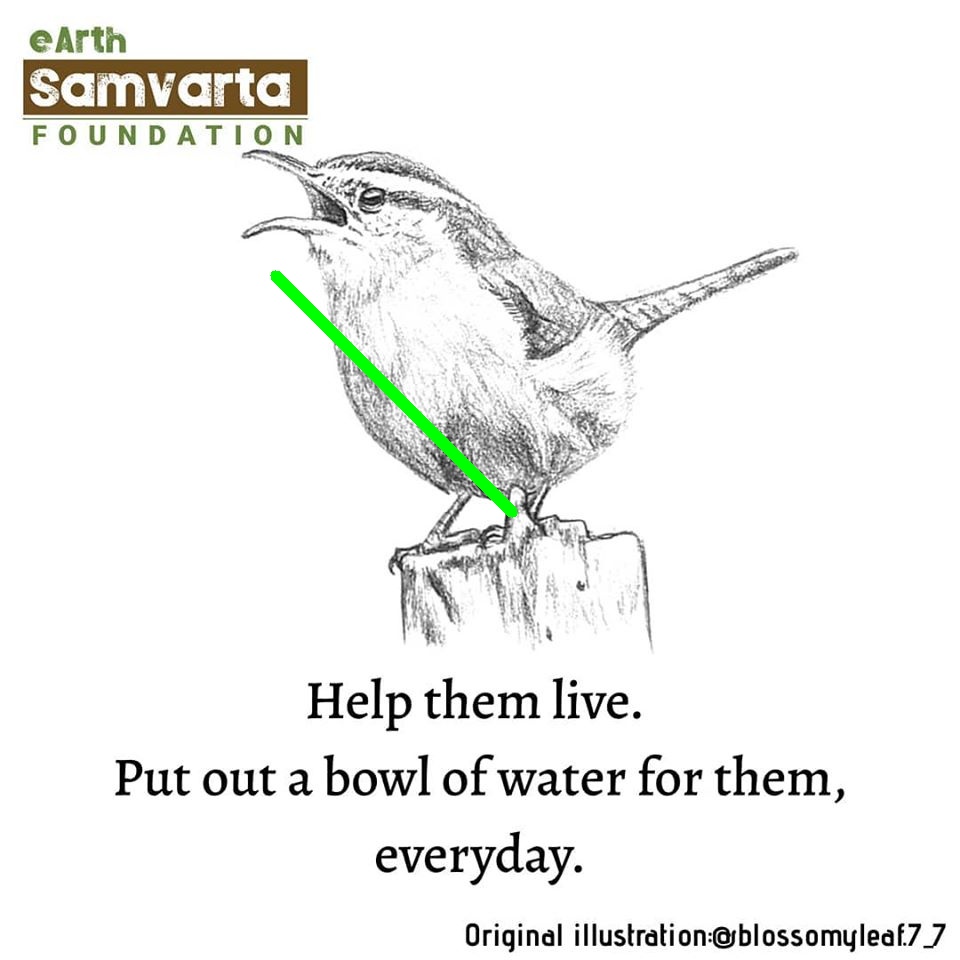 eArth
Samvarta
FOUNDATION
Help them live.
Put out a bowl of water for them,
everyday.
Original illustration:@blossomyleaf.7_7